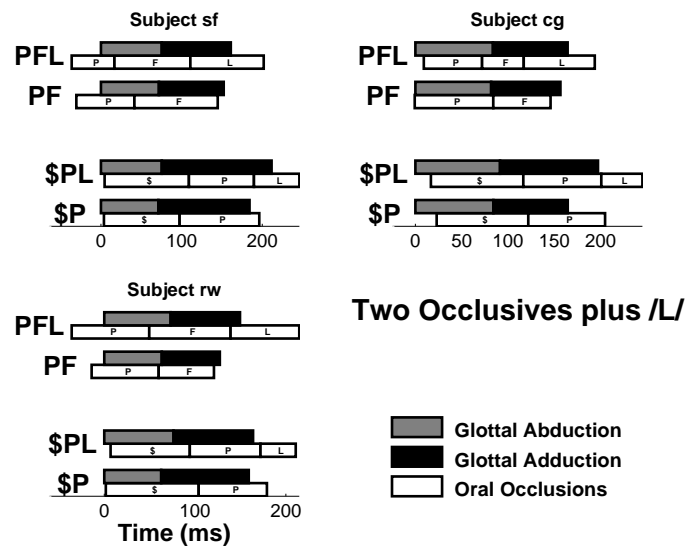 Subject sf
PFL
P F L
PF
P F
$PL
$ P L
$P
$ P
0 100 200
Subject cg
PFL
P F L
PF
P F
$PL
$ P L
$P
$ P
0 50 100 120 150 200
Subject rw
PFL
P F L
PF
P F
$PL
$ P L
$P
$ P
0 100 200
Time (ms)
Two Occlusives plus /L/
Glottal Abduction
Glottal Adduction
Oral Occlusions